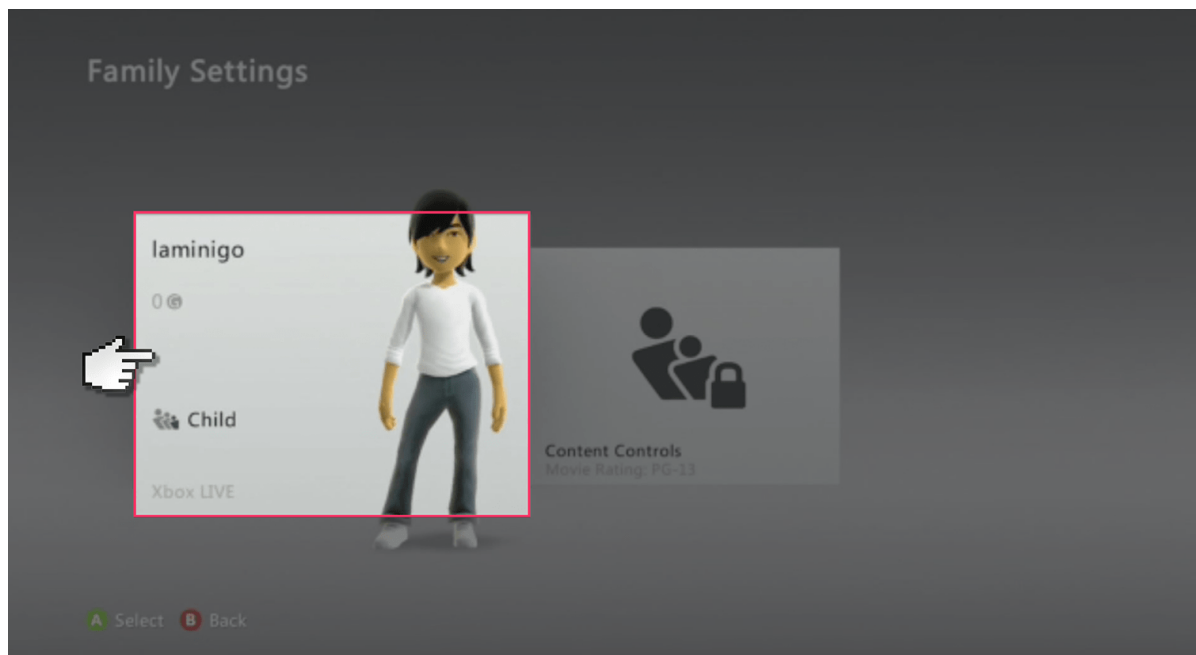 Family Settings
laminigo
0 G
Child
Xbox LIVE
Content Controls
Movie Rating: PG-13
A Select B Back